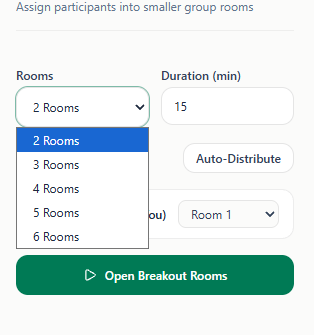 Assign participants into smaller group rooms
Rooms
Duration (min)
2 Rooms
15
2 Rooms
3 Rooms
4 Rooms
5 Rooms
6 Rooms
Auto-Distribute
Room 1
Open Breakout Rooms